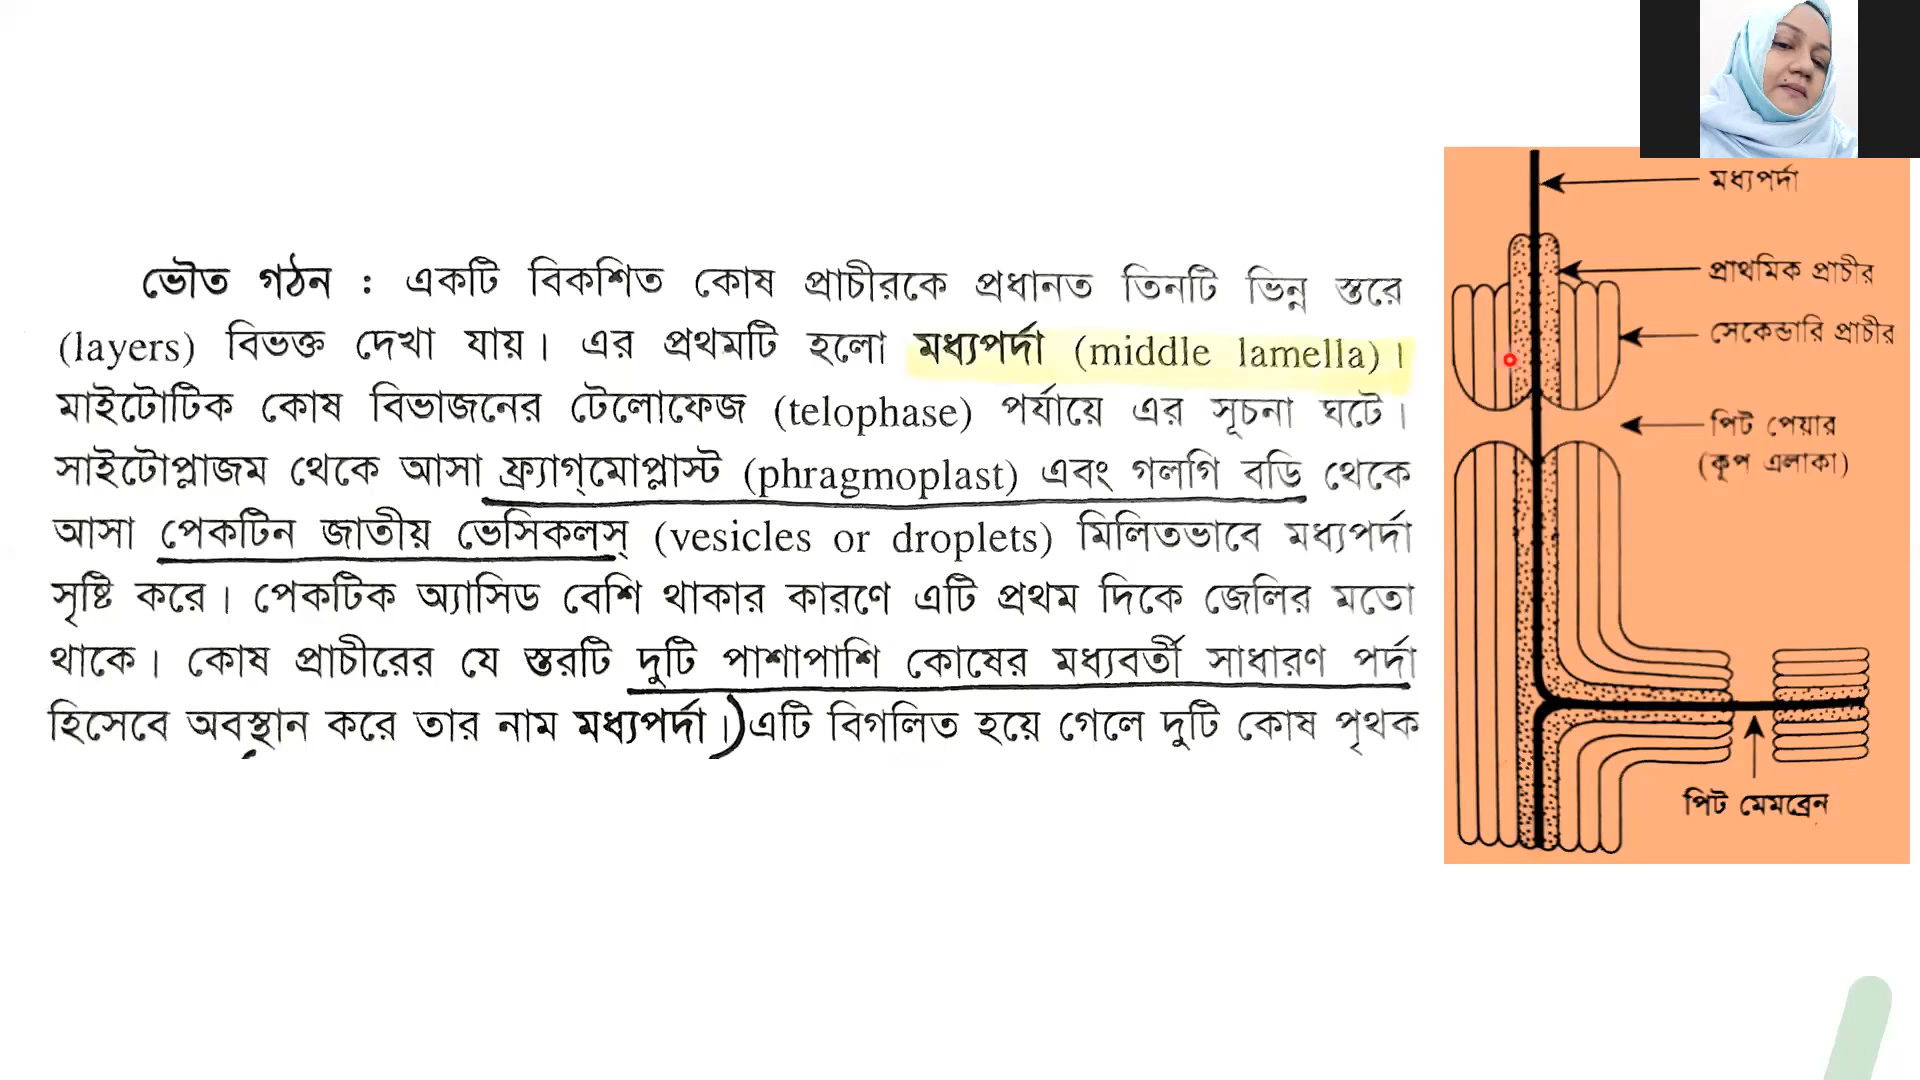 ভৌত গঠন : একটি বিকশিত কোষ প্রাচীরকে প্রধানত তিনটি ভিন্ন স্তরে
(layers) বিভক্ত দেখা যায়। এর প্রথমটি হলো মধ্যপর্দা (middle lamella)।
মাইটোটিক কোষ বিভাজনের টেলোফেজ (telophase) পর্যায়ে এর সূচনা ঘটে।
সাইটোপ্লাজম থেকে আসা ফ্র্যাগ্‌মোপ্লাস্ট (phragmoplast) এবং গলগি বডি থেকে
আসা পেকটিন জাতীয় ভেসিকলস্ (vesicles or droplets) মিলিতভাবে মধ্যপর্দা
সৃষ্টি করে। পেকটিক অ্যাসিড বেশি থাকার কারণে এটি প্রথম দিকে জেলির মতো
থাকে। কোষ প্রাচীরের যে স্তরটি দুটি পাশাপাশি কোষের মধ্যবর্তী সাধারণ পর্দা
হিসেবে অবস্থান করে তার নাম মধ্যপর্দা।) এটি বিগলিত হয়ে গেলে দুটি কোষ পৃথক
মধ্যপর্দা
প্রাথমিক প্রাচীর
সেকেন্ডারি প্রাচীর
পিট পেয়ার
(কূপ এলাকা)
পিট মেমব্রেন